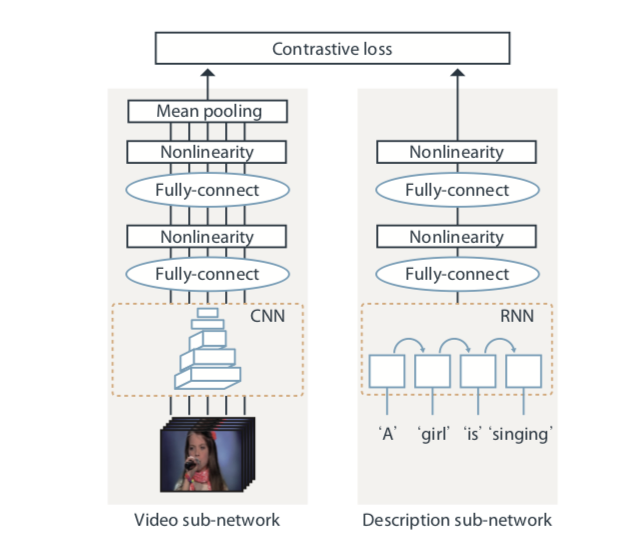 Contrastive loss
Mean pooling
Nonlinearity
Fully-connect
Nonlinearity
Fully-connect
CNN
Video sub-network
Nonlinearity
Fully-connect
Nonlinearity
Fully-connect
RNN
‘A’ ‘girl’ ‘is’ ‘singing’
Description sub-network